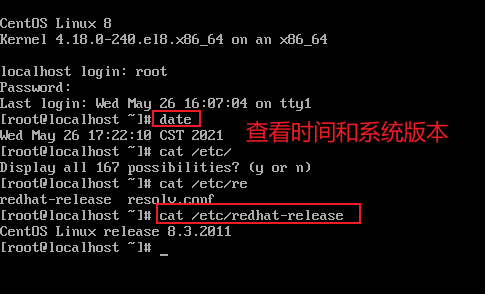 CentOS Linux 8
Kernel 4.18.0-240.el8.x86_64 on an x86_64
localhost login: root
Password:
Last login: Wed May 26 16:07:04 on tty1
[root@localhost ~]# date
Wed May 26 17:22:10 CST 2021
查看时间和系统版本
[root@localhost ~]# cat /etc/
Display all 167 possibilities? (y or n)
[root@localhost ~]# cat /etc/re
redhat-release  resolv.conf
[root@localhost ~]# cat /etc/redhat-release
CentOS Linux release 8.3.2011
[root@localhost ~]# _